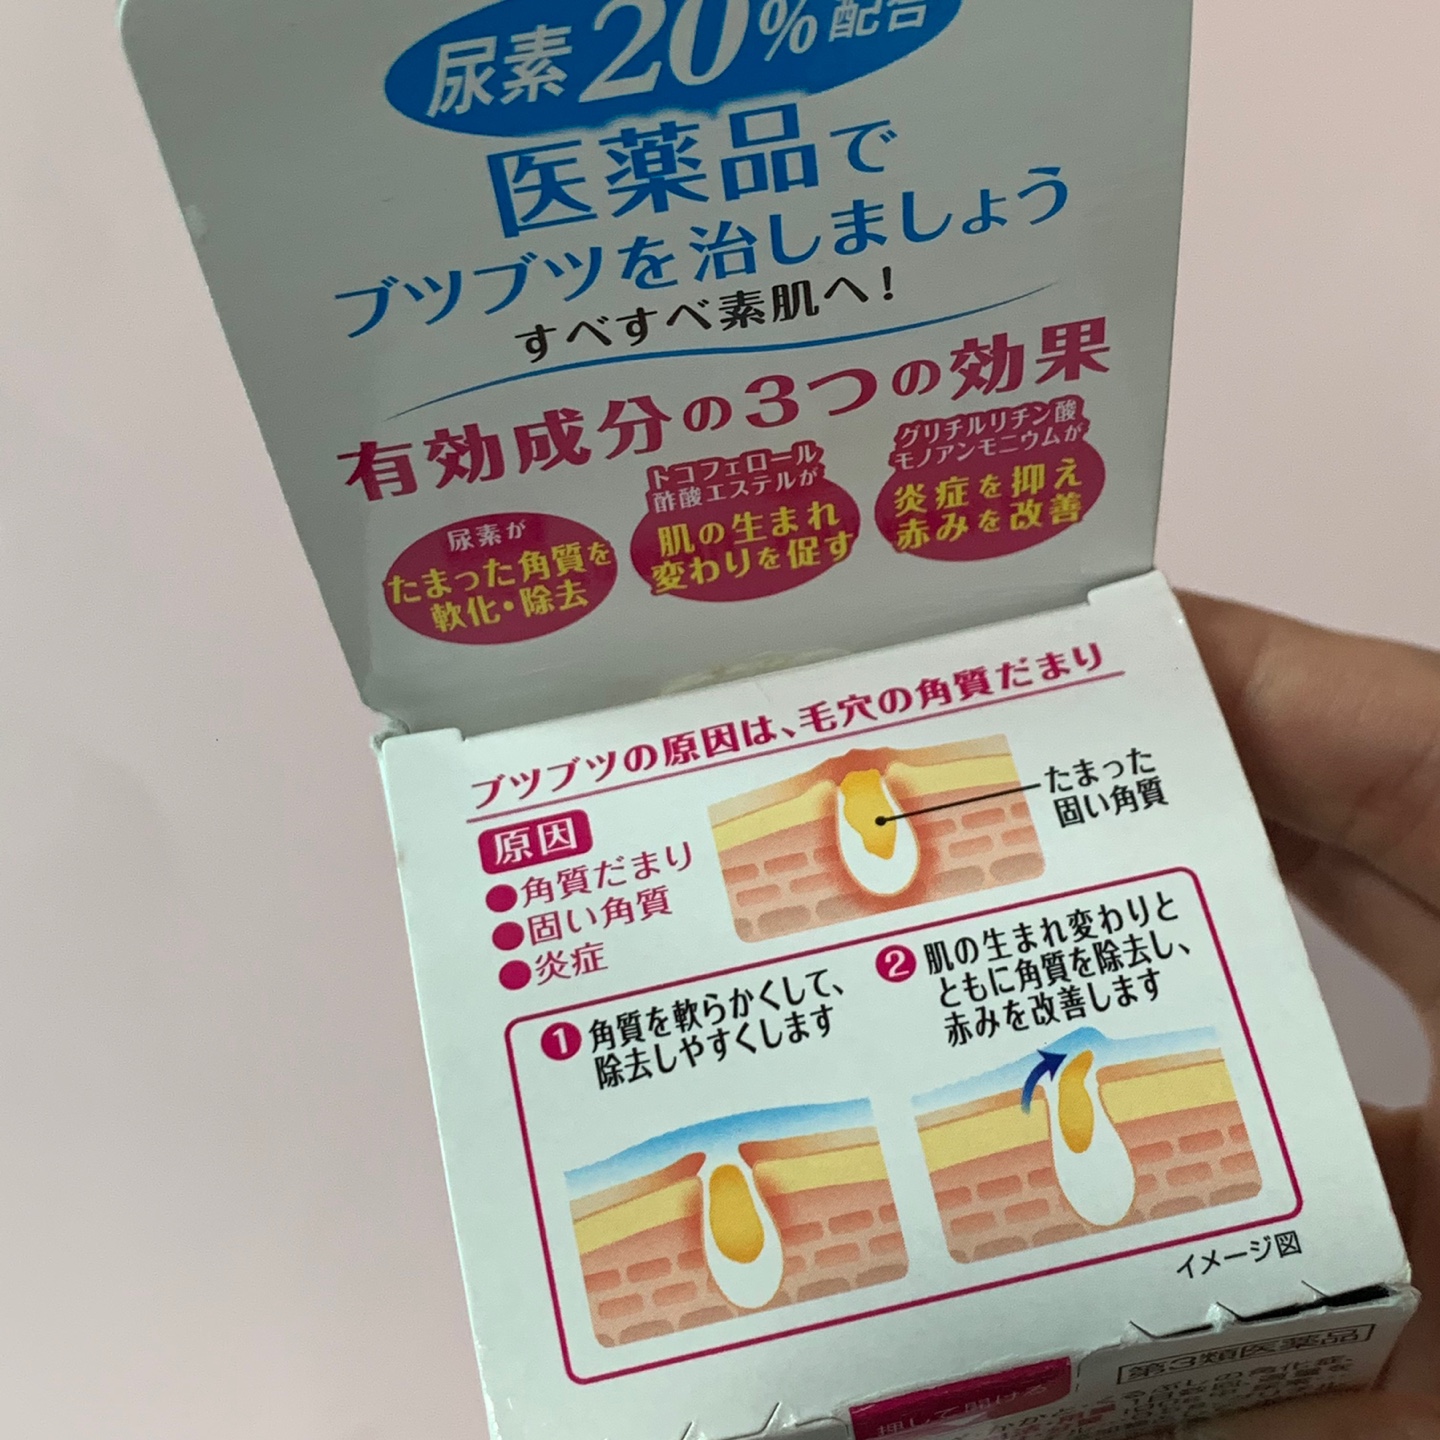 尿素20%配合
医薬品で
ブツブツを治しましょう
すべすべ素肌へ!
有効成分の3つの効果
尿素が
たまった角質を
軟化・除去
トコフェロール
酢酸エステルが
肌の生まれ
変わりを促す
グリチルリチン酸
モノアンモニウムが
炎症を抑え
赤みを改善
ブツブツの原因は、毛穴の角質だまり
原因
●角質だまり
●固い角質
●炎症
たまった
固い角質
1 角質を軟らかくして、
除去しやすくします
2 肌の生まれ変わりと
ともに角質を除去し、
赤みを改善します
イメージ図
押して開ける
第3類医薬品